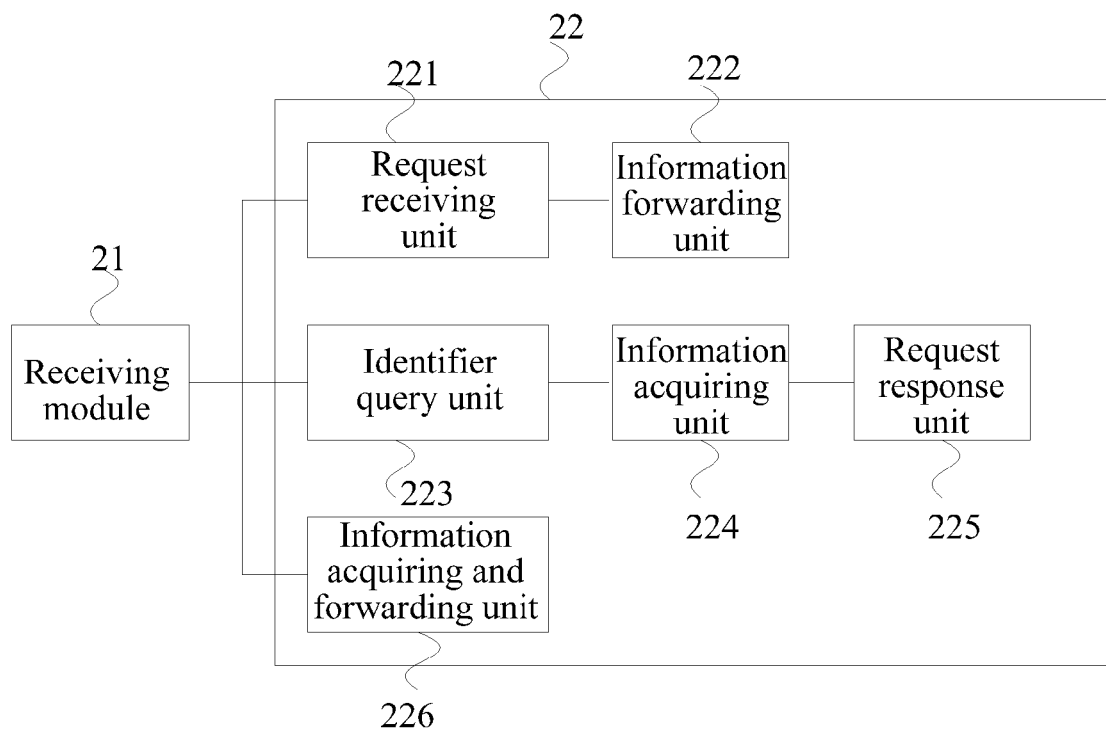 22
221
222
Request
receiving
unit
Information
forwarding
unit
21
Receiving
module
Identifier
query unit
Information
acquiring
unit
Request
response
unit
223
224
225
Information
acquiring and
forwarding unit
226